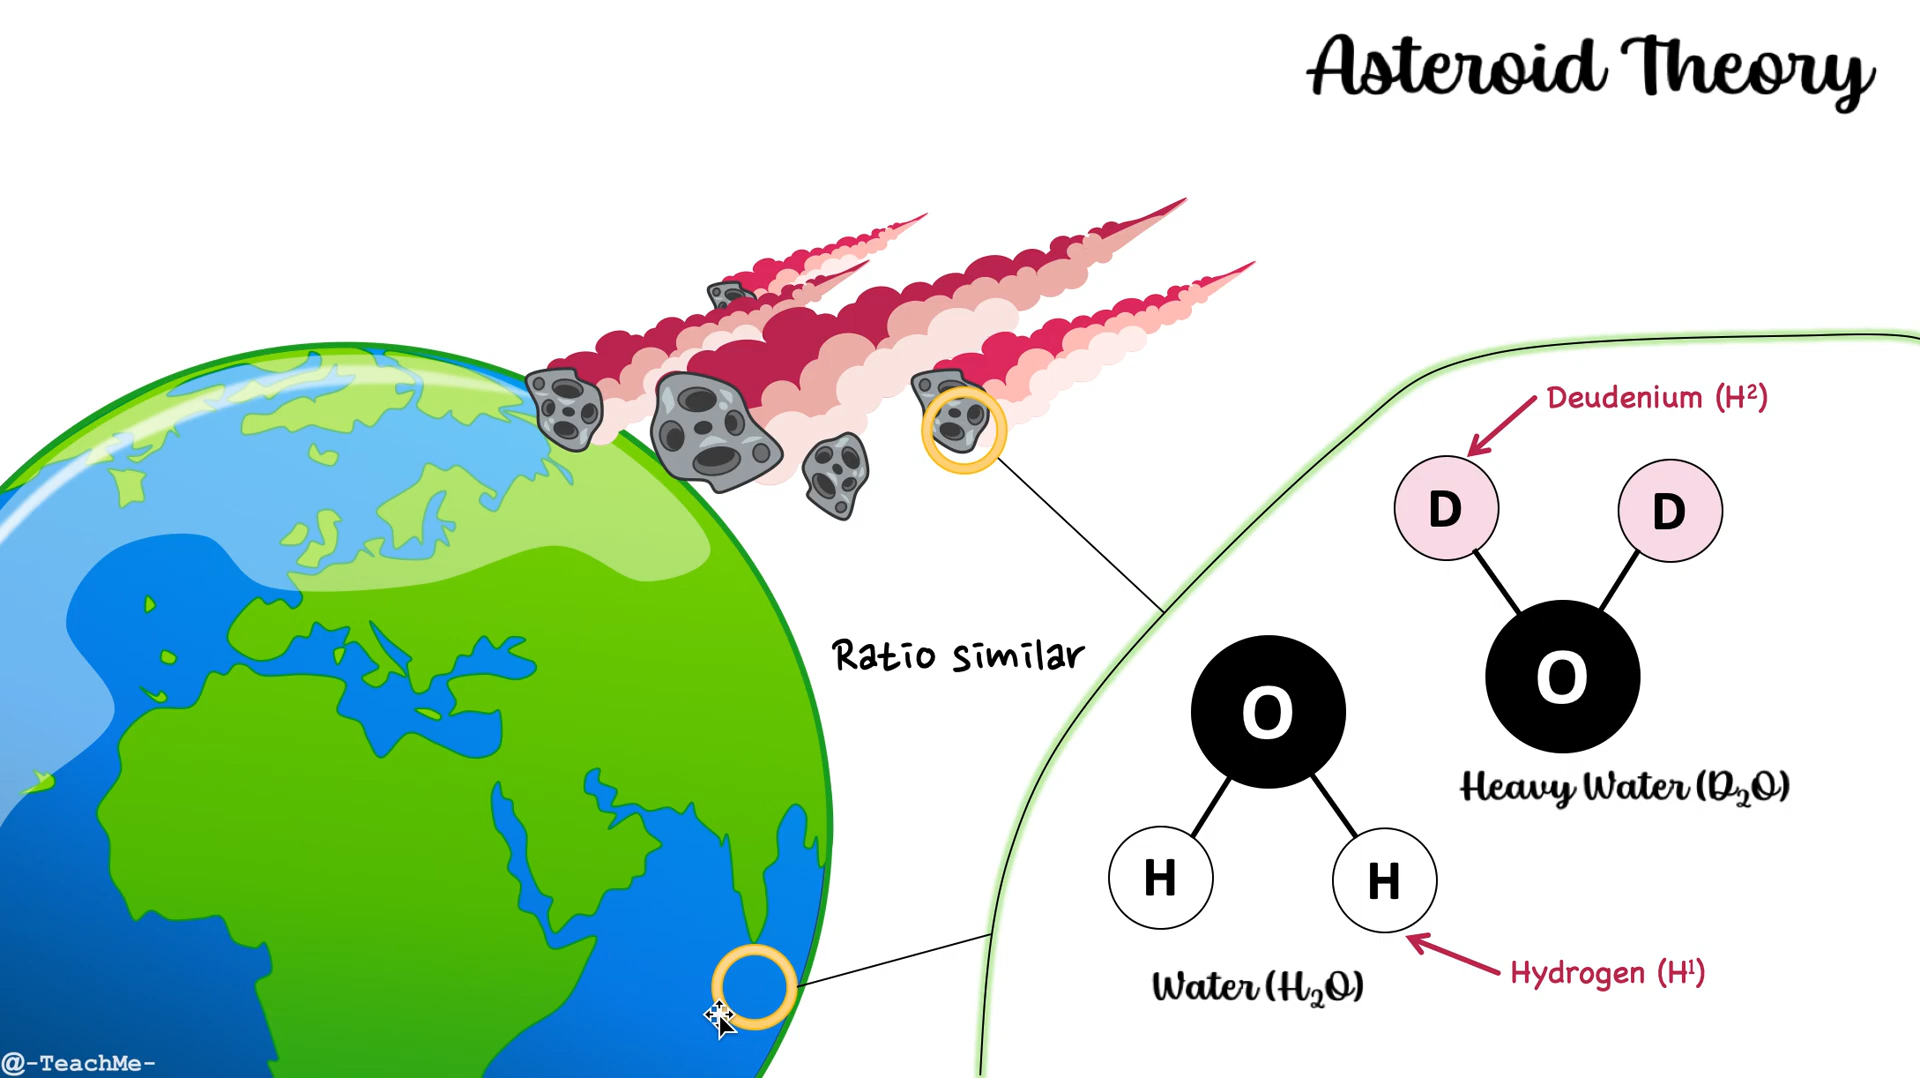 Asteroid Theory
Deudenium (H²)
D
D
O
Heavy Water (D₂O)
Ratio similar
O
H
H
Water (H₂O)
Hydrogen (H¹)
@-TeachMe-